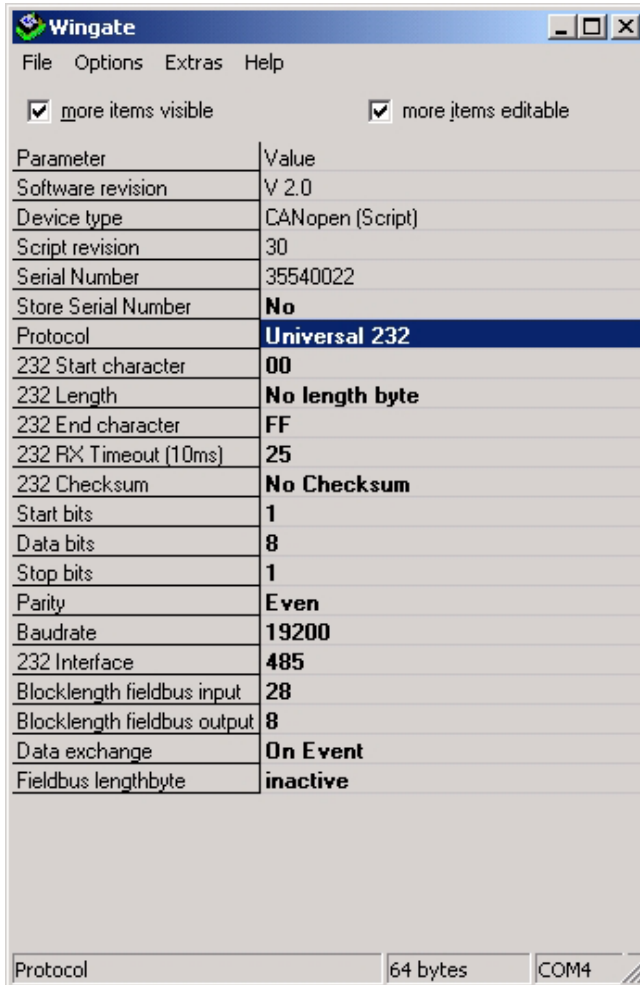 Wingate
File Options Extras Help
more items visible more items editable
Parameter Value
Software revision V 2.0
Device type CANopen (Script)
Script revision 30
Serial Number 35540022
Store Serial Number No
Protocol Universal 232
232 Start character 00
232 Length No length byte
232 End character FF
232 RX Timeout (10ms) 25
232 Checksum No Checksum
Start bits 1
Data bits 8
Stop bits 1
Parity Even
Baudrate 19200
232 Interface 485
Blocklength fieldbus input 28
Blocklength fieldbus output 8
Data exchange On Event
Fieldbus lengthbyte inactive
Protocol 64 bytes COM4